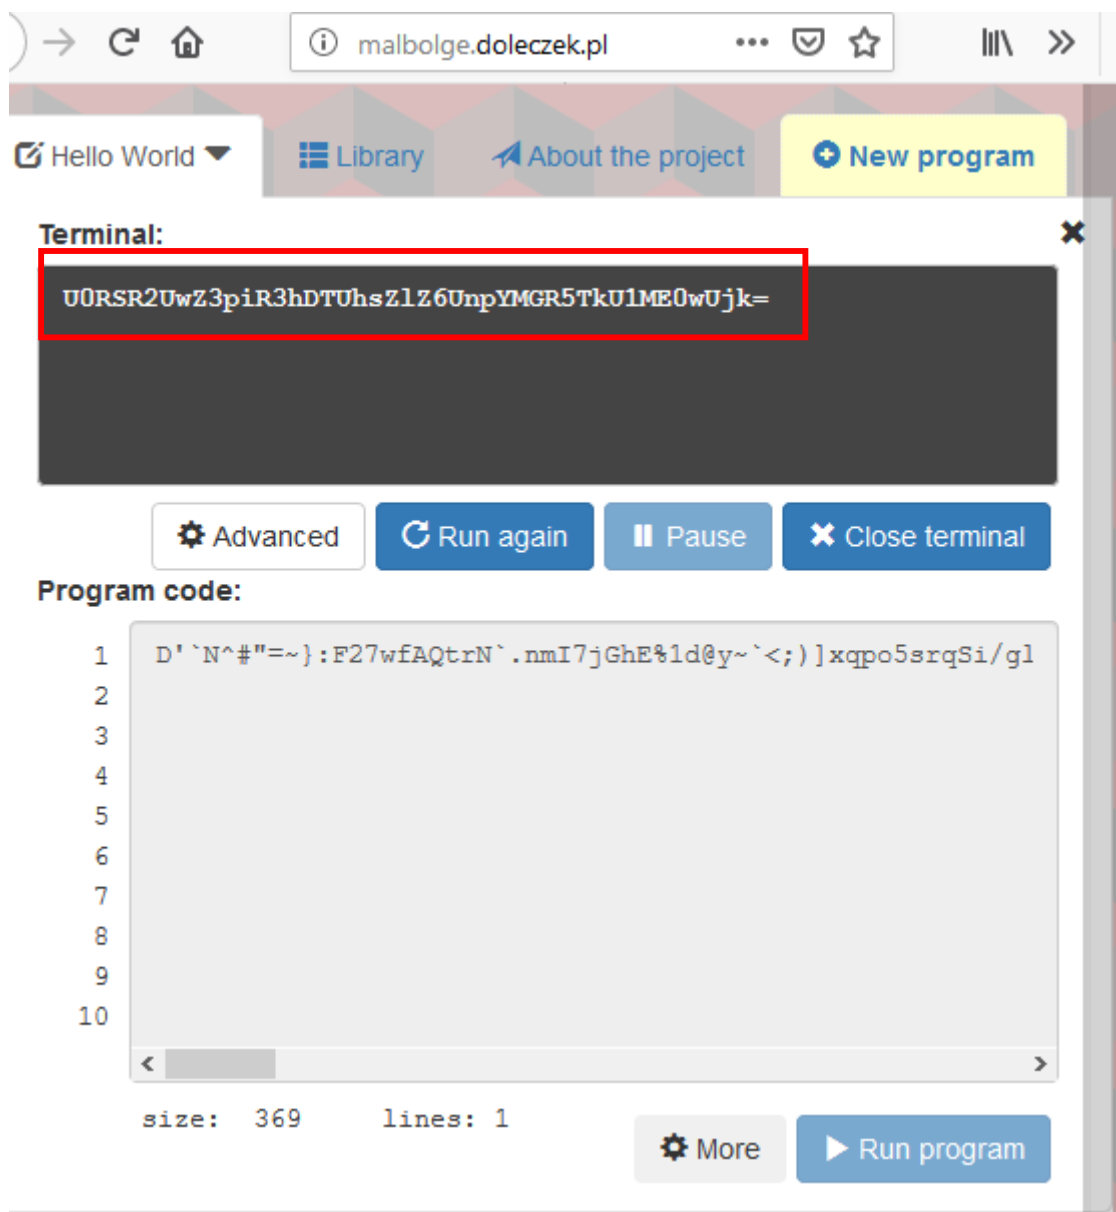 malbolge.doleczek.pl
Hello World
Library
About the project
New program
Terminal:
U0RSR2UwZ3piR3hDTUhsZlZ6UnpYMGR5TkU1ME0wUjk=
Advanced
Run again
Pause
Close terminal
Program code:
1 D'`N^#"=~}:F27wfAQtrN`.nmI7jGhE%1d@y~`<;)]xqpo5srqSi/gl
2
3
4
5
6
7
8
9
10
size: 369 lines: 1
More
Run program